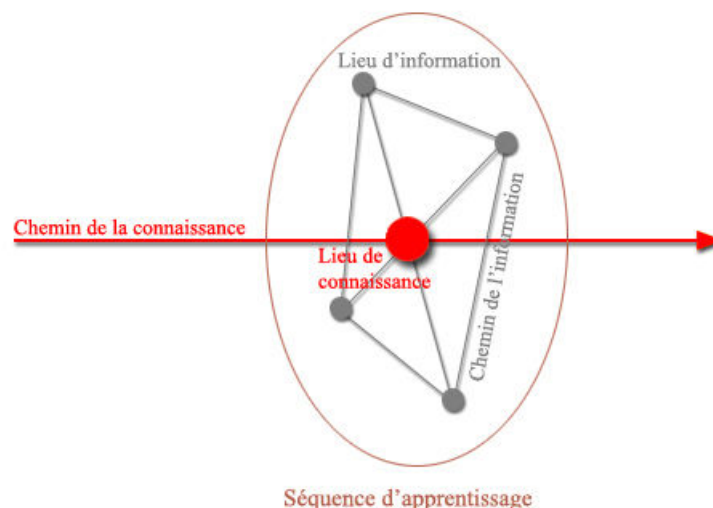 Lieu d'information
Chemin de la connaissance
Lieu de
connaissance
Chemin de l'information
Séquence d'apprentissage